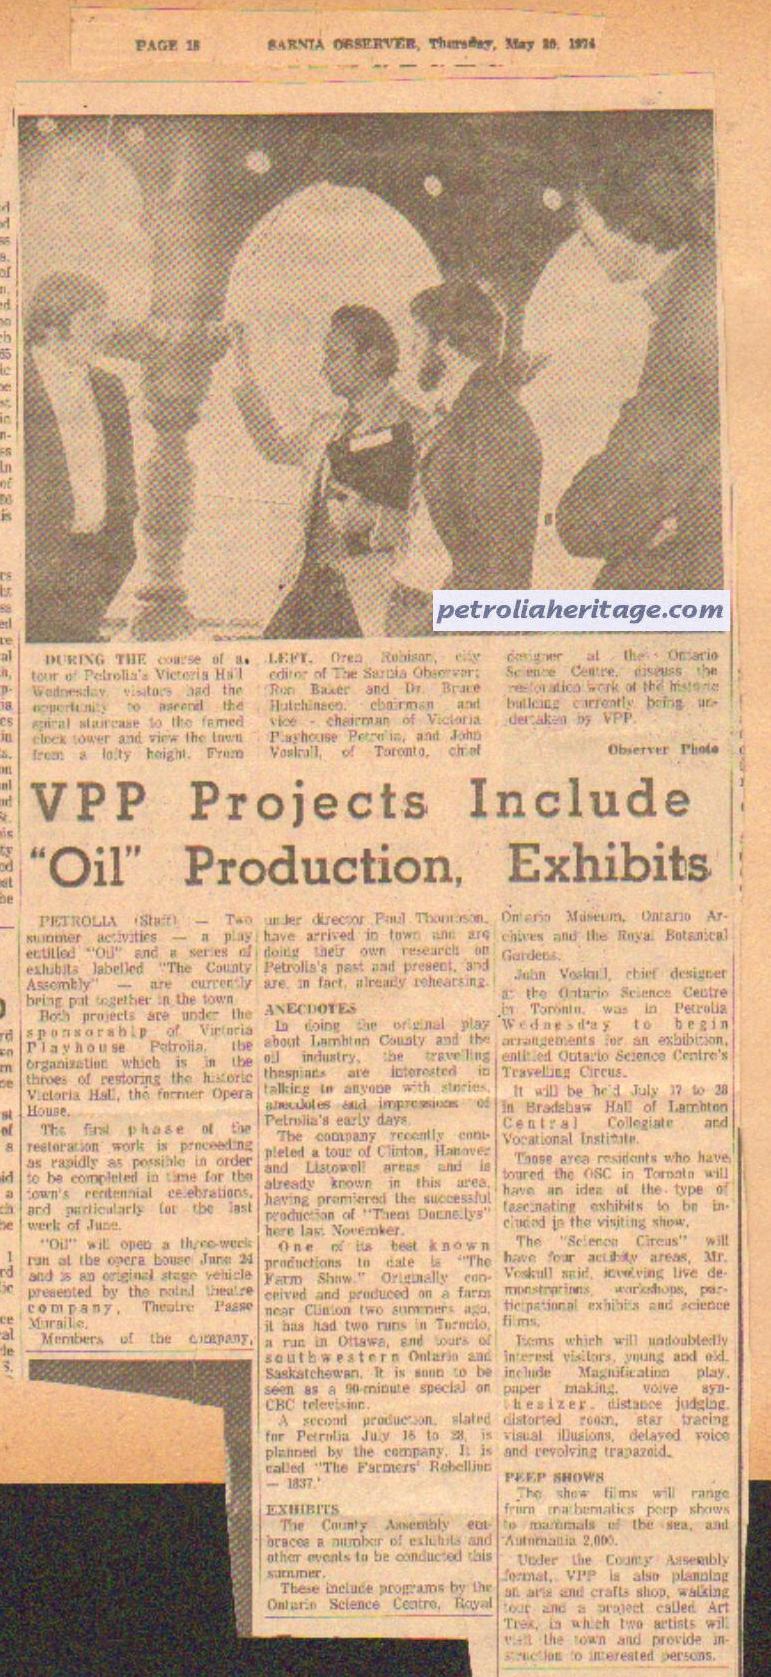 PAGE 18 SARNIA OBSERVER, Thursday, May 30, 1974
petroliaheritage.com
DURING THE course of a
tour of Petrolia's Victoria Hall
Wednesday, visitors had the
opportunity to ascend the
spiral staircase to the famed
clock tower and view the town
from a lofty height. From
LEFT, Oren Robison, city
editor of The Sarnia Observer;
Ron Baker and Dr. Bruce
Hutchinson, chairman and
vice - chairman of Victoria
Playhouse Petrolia, and John
Voskuil, of Toronto, chief
designer at the Ontario
Science Centre, discuss the
restoration work of the historic
building currently being un-
dertaken by VPP.
Observer Photo
VPP Projects Include
"Oil" Production, Exhibits
PETROLIA (Staff) — Two
summer activities — a play
entitled "Oil" and a series of
exhibits labelled "The County
Assembly" — are currently
being put together in the town.
Both projects are under the
sponsorship of Victoria
Playhouse Petrolia, the
organization which is in the
throes of restoring the historic
Victoria Hall, the former Opera
House.
The first phase of the
restoration work is proceeding
as rapidly as possible in order
to be completed in time for the
town's centennial celebrations,
and particularly for the last
week of June.
"Oil" will open a three-week
run at the opera house June 24
and is an original stage vehicle
presented by the noted theatre
company, Theatre Passe
Muraille.
Members of the company,
under director Paul Thompson,
have arrived in town and are
doing their own research on
Petrolia's past and present, and
are, in fact, already rehearsing.
ANECDOTES
In doing the original play
about Lambton County and the
oil industry, the travelling
thespians are interested in
talking to anyone with stories,
anecdotes and impressions of
Petrolia's early days.
The company recently com-
pleted a tour of Clinton, Hanover
and Listowell areas and is
already known in this area,
having premiered the successful
production of "Them Donnellys"
here last November.
One of its best known
productions to date is "The
Farm Show." Originally con-
ceived and produced on a farm
near Clinton two summers ago,
it has had two runs in Toronto,
a run in Ottawa, and tours of
southwestern Ontario and
Saskatchewan. It is soon to be
seen as a 90-minute special on
CBC television.
A second production, slated
for Petrolia July 16 to 28, is
planned by the company. It is
called "The Farmers' Rebellion
— 1837."
EXHIBITS
The County Assembly em-
braces a number of exhibits and
other events to be conducted this
summer.
These include programs by the
Ontario Science Centre, Royal
Ontario Museum, Ontario Ar-
chives and the Royal Botanical
Gardens.
John Voskuil, chief designer
at the Ontario Science Centre
in Toronto, was in Petrolia
Wednesday to begin
arrangements for an exhibition,
entitled Ontario Science Centre's
Travelling Circus.
It will be held July 17 to 28
in Bradshaw Hall of Lambton
Central Collegiate and
Vocational Institute.
Those area residents who have
toured the OSC in Toronto will
have an idea of the type of
fascinating exhibits to be in-
cluded in the visiting show.
The "Science Circus" will
have four activity areas, Mr.
Voskuil said, involving live de-
monstrations, workshops, par-
ticipational exhibits and science
films.
Items which will undoubtedly
interest visitors, young and old,
include Magnification play,
paper making, voive syn-
thesizer, distance judging,
distorted room, star tracing
visual illusions, delayed voice
and revolving trapazoid.
PEEP SHOWS
The show films will range
from mathematics peep shows
to mammals of the sea, and
Automania 2,000.
Under the County Assembly
format, VPP is also planning
an arts and crafts shop, walking
tour and a project called Art
Trek, in which two artists will
visit the town and provide in-
struction to interested persons.